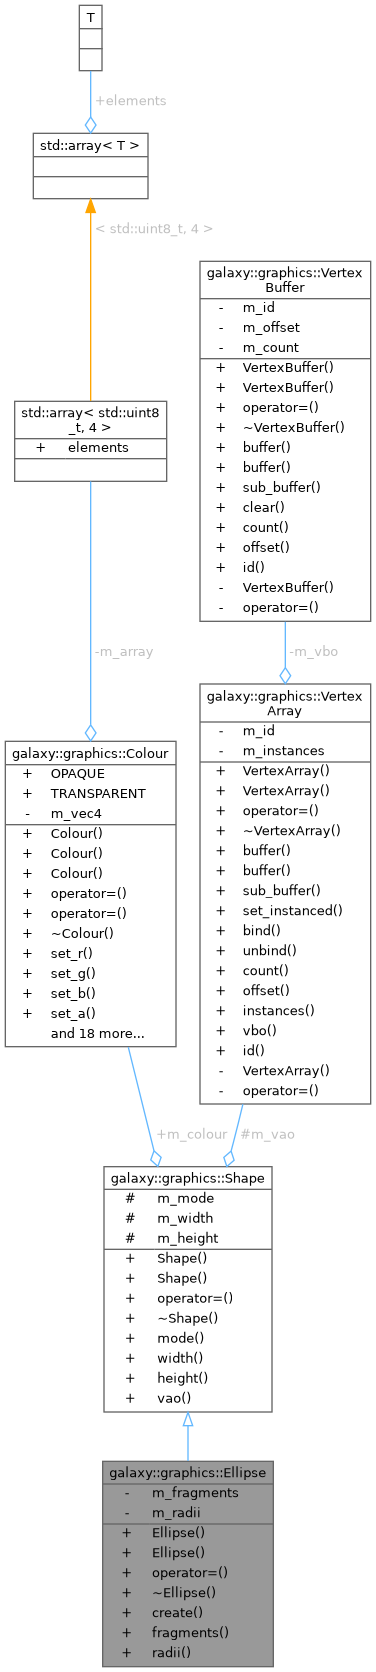 T
+elements
std::array< T >
< std::uint8_t, 4 >
galaxy::graphics::Vertex
Buffer
- m_id
- m_offset
- m_count
+ VertexBuffer()
+ VertexBuffer()
+ operator=()
+ ~VertexBuffer()
+ buffer()
+ buffer()
+ sub_buffer()
+ clear()
+ count()
+ offset()
+ id()
- VertexBuffer()
- operator=()
std::array< std::uint8
_t, 4 >
+ elements
-m_array
-m_vbo
galaxy::graphics::Vertex
Array
- m_id
- m_instances
+ VertexArray()
+ VertexArray()
+ operator=()
+ ~VertexArray()
+ buffer()
+ buffer()
+ sub_buffer()
+ set_instanced()
+ bind()
+ unbind()
+ count()
+ offset()
+ instances()
+ vbo()
+ id()
- VertexArray()
- operator=()
galaxy::graphics::Colour
+ OPAQUE
+ TRANSPARENT
- m_vec4
+ Colour()
+ Colour()
+ Colour()
+ operator=()
+ operator=()
+ ~Colour()
+ set_r()
+ set_g()
+ set_b()
+ set_a()
and 18 more...
+m_colour
#m_vao
galaxy::graphics::Shape
# m_mode
# m_width
# m_height
+ Shape()
+ Shape()
+ operator=()
+ ~Shape()
+ mode()
+ width()
+ height()
+ vao()
galaxy::graphics::Ellipse
- m_fragments
- m_radii
+ Ellipse()
+ Ellipse()
+ operator=()
+ ~Ellipse()
+ create()
+ fragments()
+ radii()